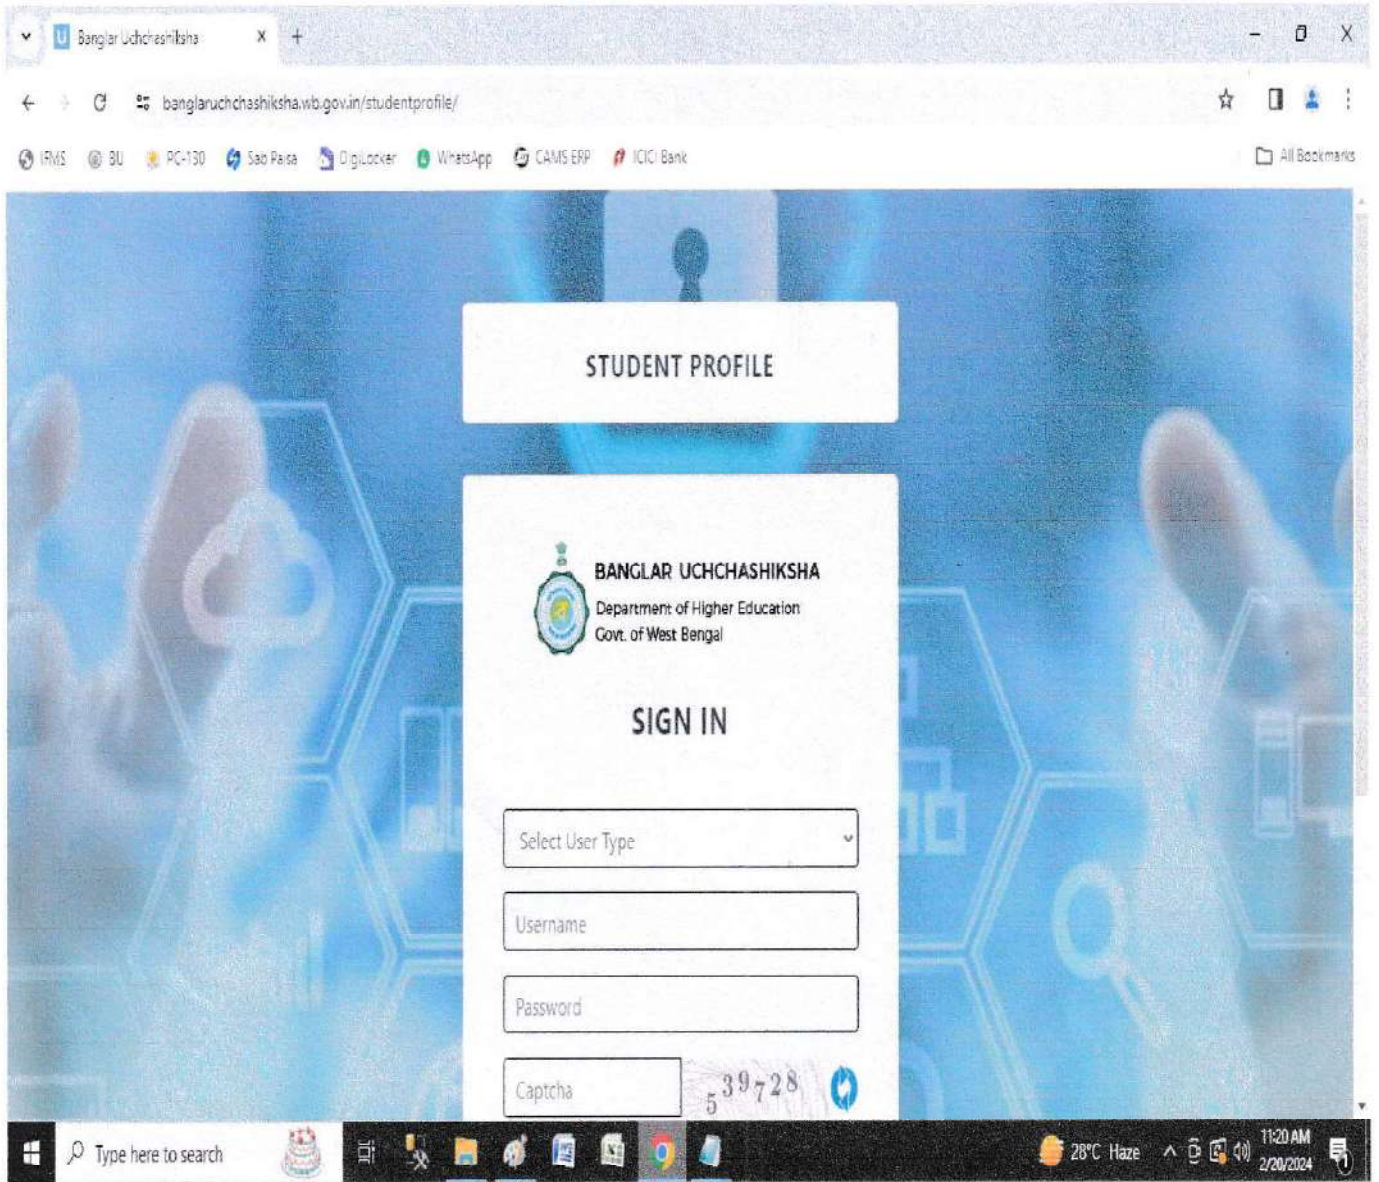 Banglar Uchchashiksha
banglaruchchashiksha.wb.gov.in/studentprofile/
IFMS BU PC-130 Sab Paisa DigiLocker WhatsApp CAMS ERP ICICI Bank All Bookmarks
STUDENT PROFILE
BANGLAR UCHCHASHIKSHA
Department of Higher Education
Govt. of West Bengal
SIGN IN
Select User Type
Username
Password
Captcha 539728
Type here to search 28°C Haze 11:20 AM
2/20/2024